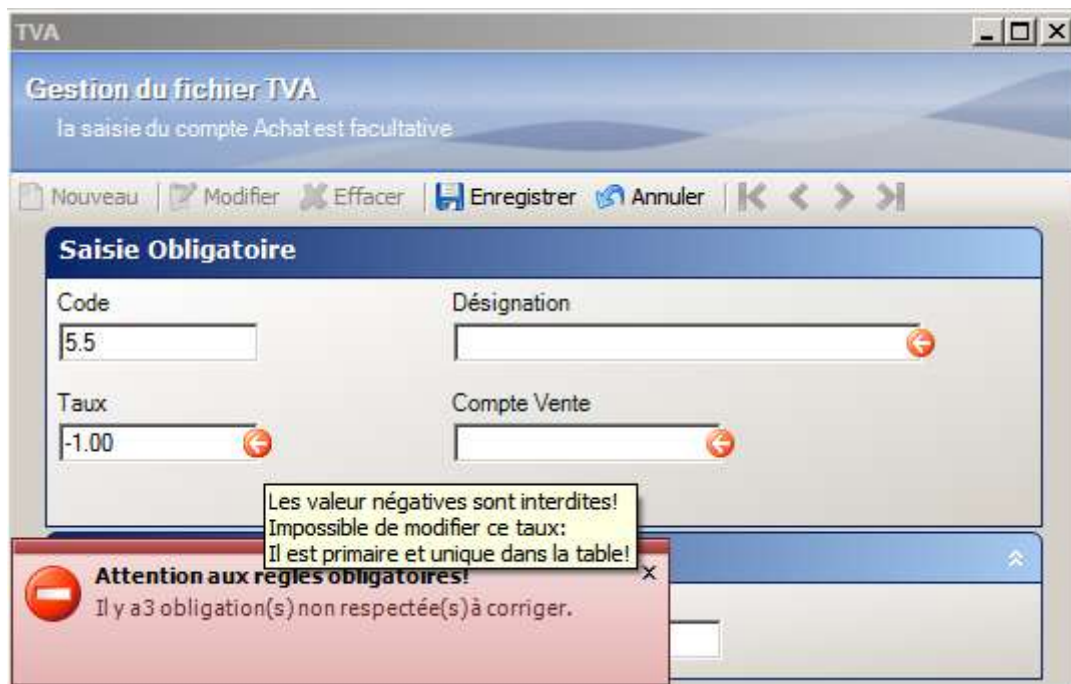 TVA
Gestion du fichier TVA
la saisie du compte Achat est facultative
Nouveau Modifier Effacer Enregistrer Annuler
Saisie Obligatoire
Code Désignation
5.5
Taux Compte Vente
-1.00
Les valeur négatives sont interdites!
Impossible de modifier ce taux:
Il est primaire et unique dans la table!
Attention aux règles obligatoires!
Il y a3 obligation(s) non respectée(s) à corriger.